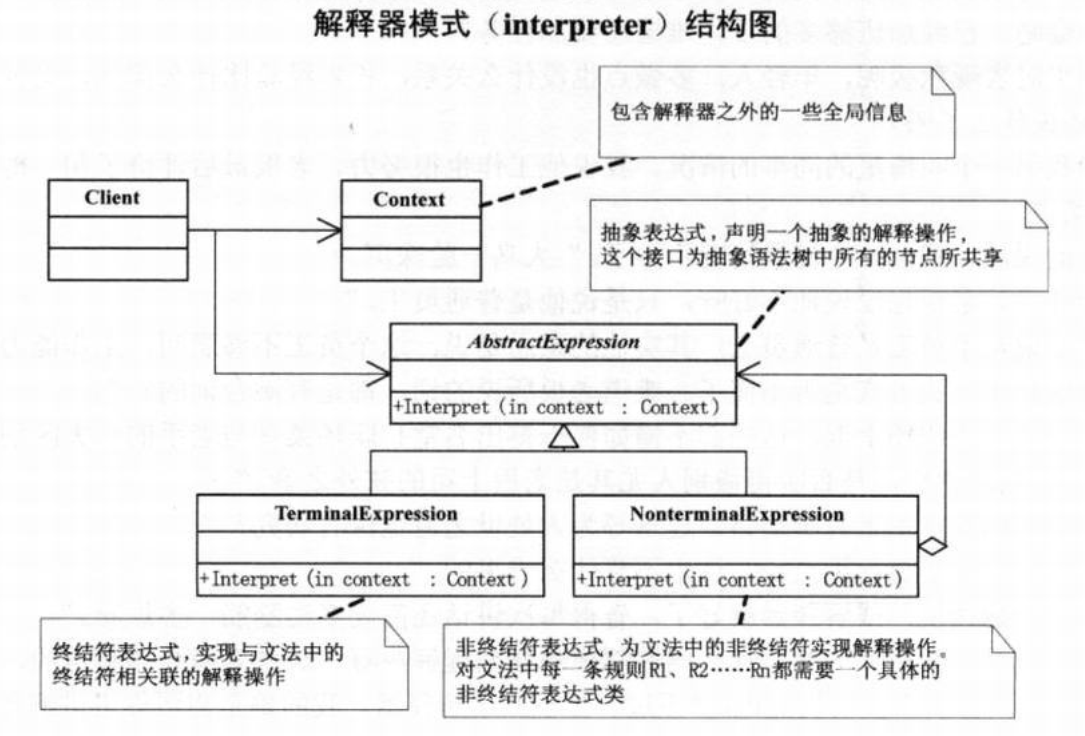 解释器模式（interpreter）结构图
包含解释器之外的一些全局信息
Client
Context
抽象表达式，声明一个抽象的解释操作，
这个接口为抽象语法树中所有的节点所共享
AbstractExpression
+Interpret(in context : Context)
TerminalExpression
+Interpret(in context : Context)
NonterminalExpression
+Interpret(in context : Context)
终结符表达式，实现与文法中的
终结符相关联的解释操作
非终结符表达式，为文法中的非终结符实现解释操作。
对文法中每一条规则R1、R2……Rn都需要一个具体的
非终结符表达式类